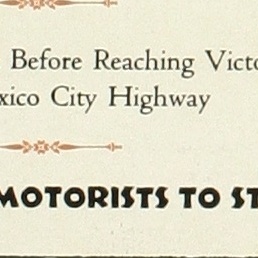 Before Reaching Victo
xico City Highway
MOTORISTS TO ST